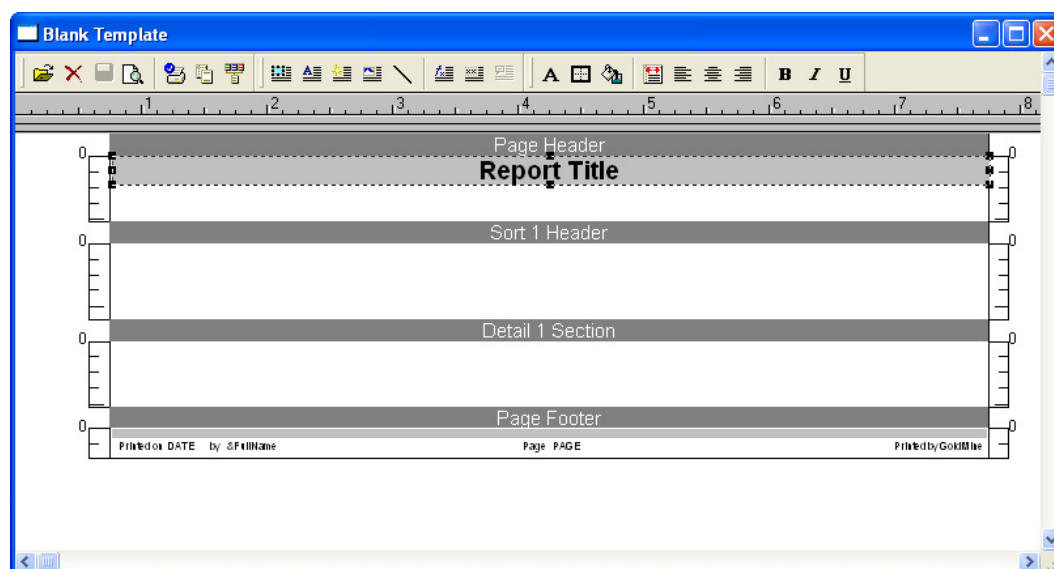 Blank Template
A B I U
1 2 3 4 5 6 7 8
Page Header
0 Report Title 0
Sort 1 Header
0 0
Detail 1 Section
0 0
Page Footer
0 0
Printed on DATE by &FullName Page PAGE Printed by GoldMine